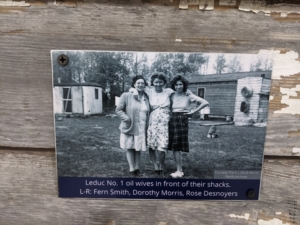 Leduc No. 1 oil wives in front of their shacks.
L-R: Fern Smith, Dorothy Morris, Rose Desnoyers